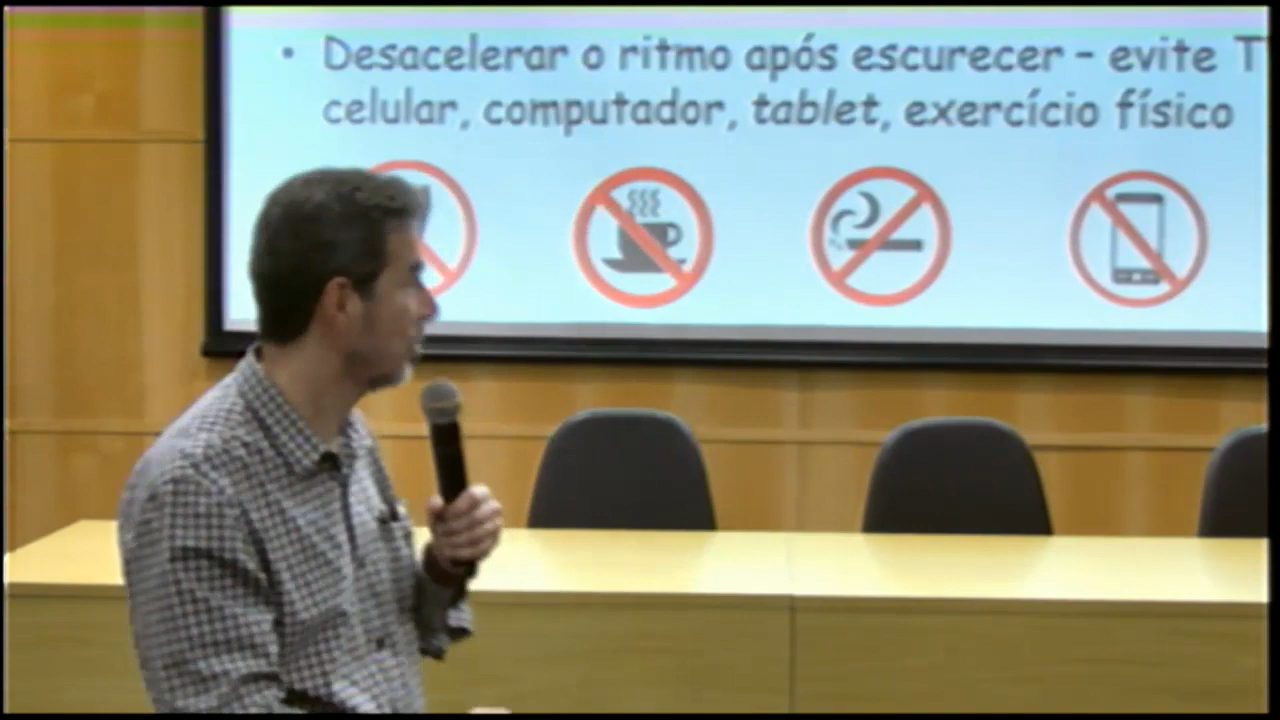 • Desacelerar o ritmo após escurecer – evite T
celular, computador, tablet, exercício físico